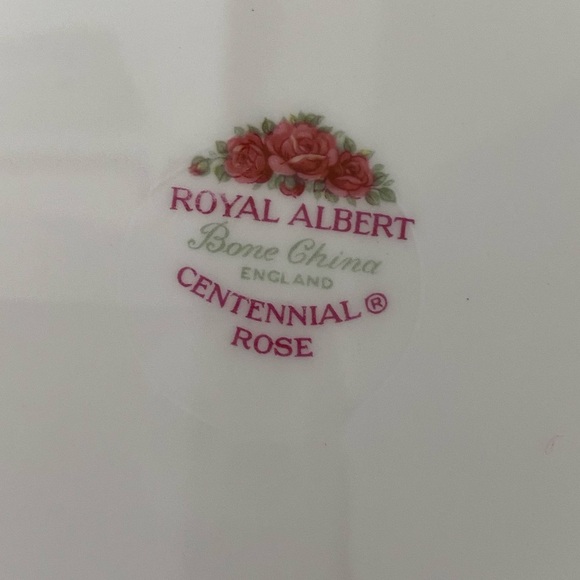 ROYAL ALBERT
Bone China
ENGLAND
CENTENNIAL ®
ROSE